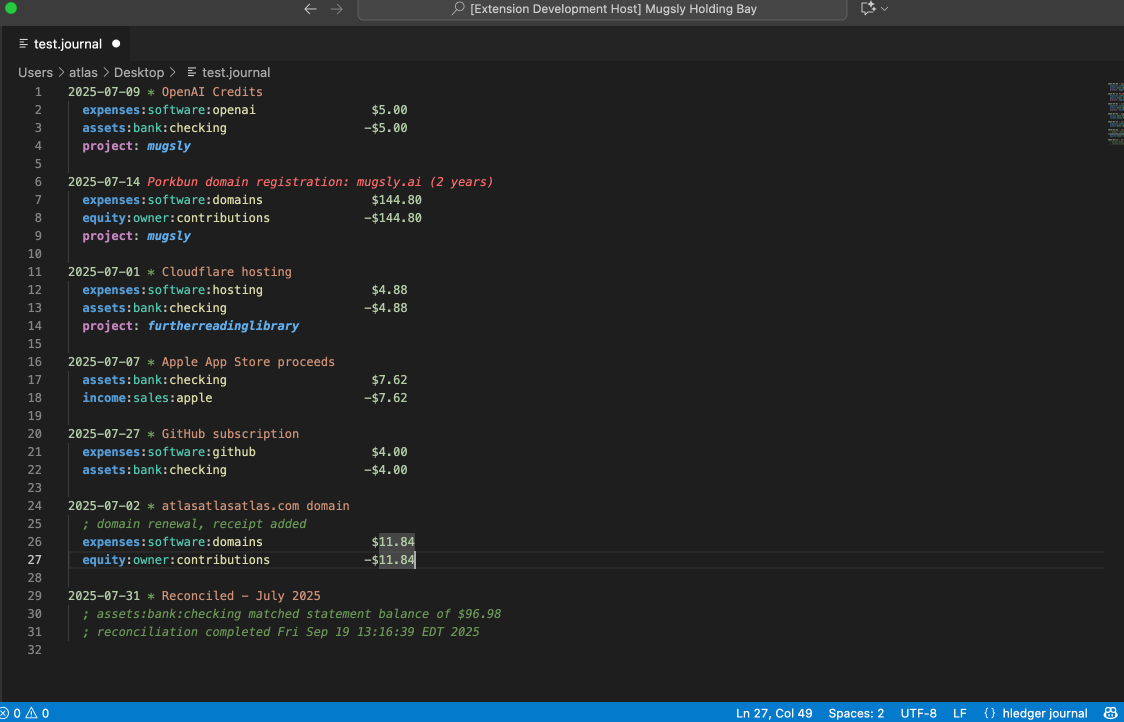 [Extension Development Host] Mugsly Holding Bay
test.journal
Users > atlas > Desktop > test.journal
1 2025-07-09 * OpenAI Credits
2 expenses:software:openai $5.00
3 assets:bank:checking -$5.00
4 project: mugsly
5
6 2025-07-14 Porkbun domain registration: mugsly.ai (2 years)
7 expenses:software:domains $144.80
8 equity:owner:contributions -$144.80
9 project: mugsly
10
11 2025-07-01 * Cloudflare hosting
12 expenses:software:hosting $4.88
13 assets:bank:checking -$4.88
14 project: furtherreadinglibrary
15
16 2025-07-07 * Apple App Store proceeds
17 assets:bank:checking $7.62
18 income:sales:apple -$7.62
19
20 2025-07-27 * GitHub subscription
21 expenses:software:github $4.00
22 assets:bank:checking -$4.00
23
24 2025-07-02 * atlasatlasatlas.com domain
25 ; domain renewal, receipt added
26 expenses:software:domains $11.84
27 equity:owner:contributions -$11.84
28
29 2025-07-31 * Reconciled - July 2025
30 ; assets:bank:checking matched statement balance of $96.98
31 ; reconciliation completed Fri Sep 19 13:16:39 EDT 2025
32
0 0 Ln 27, Col 49 Spaces: 2 UTF-8 LF {} hledger journal